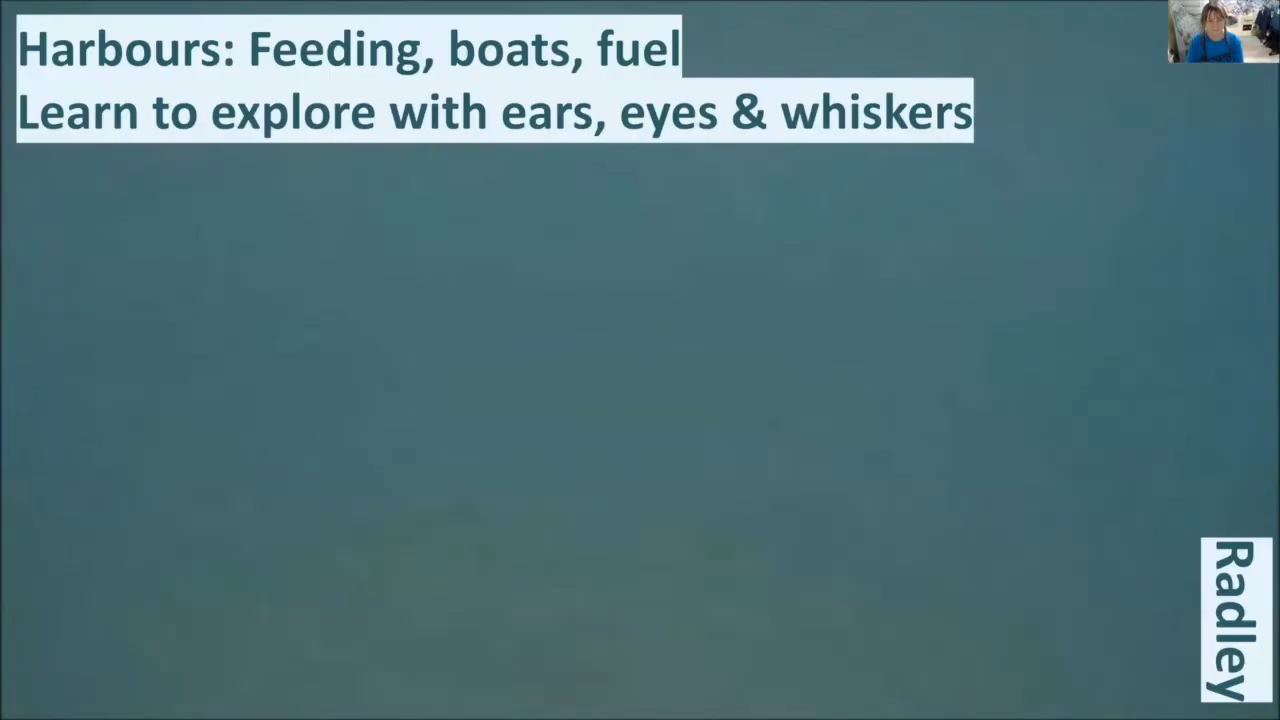 Harbours: Feeding, boats, fuel
Learn to explore with ears, eyes & whiskers
Radley